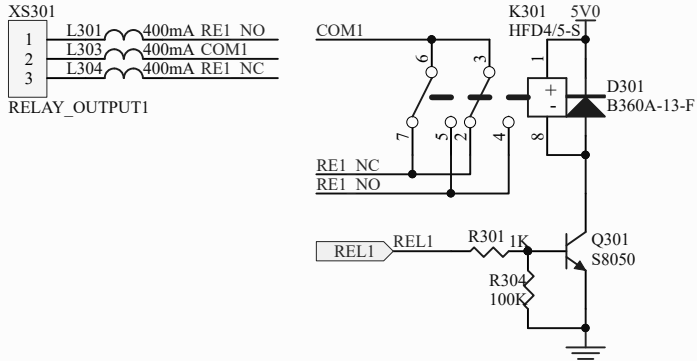 XS301
1 L301 400mA RE1_NO
2 L303 400mA COM1
3 L304 400mA RE1_NC
RELAY_OUTPUT1
K301 5V0
HFD4/5-S
COM1
6 3 1
+
-
D301
B360A-13-F
7 5 2 4 8
RE1_NC
RE1_NO
REL1 REL1 R301 1K
Q301
S8050
R304
100K